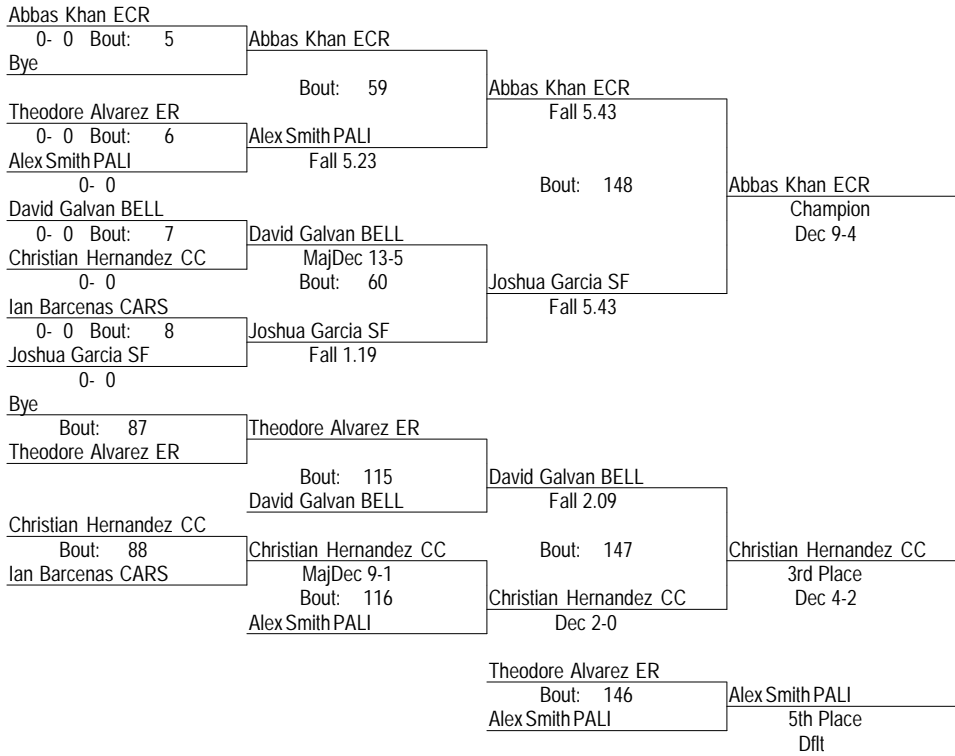 Abbas Khan ECR
0- 0 Bout: 5
Abbas Khan ECR
Bye
Bout: 59
Abbas Khan ECR
Theodore Alvarez ER
Fall 5.43
0- 0 Bout: 6
Alex Smith PALI
Alex Smith PALI
Fall 5.23
0- 0
Bout: 148
Abbas Khan ECR
David Galvan BELL
Champion
0- 0 Bout: 7
David Galvan BELL
Dec 9-4
Christian Hernandez CC
MajDec 13-5
0- 0
Bout: 60
Joshua Garcia SF
Ian Barcenas CARS
Fall 5.43
0- 0 Bout: 8
Joshua Garcia SF
Joshua Garcia SF
Fall 1.19
0- 0
Bye
Bout: 87
Theodore Alvarez ER
Theodore Alvarez ER
Bout: 115
David Galvan BELL
David Galvan BELL
Fall 2.09
Christian Hernandez CC
Bout: 88
Christian Hernandez CC
Bout: 147
Christian Hernandez CC
Ian Barcenas CARS
MajDec 9-1
3rd Place
Bout: 116
Christian Hernandez CC
Dec 4-2
Alex Smith PALI
Dec 2-0
Theodore Alvarez ER
Bout: 146
Alex Smith PALI
Alex Smith PALI
5th Place
Dflt